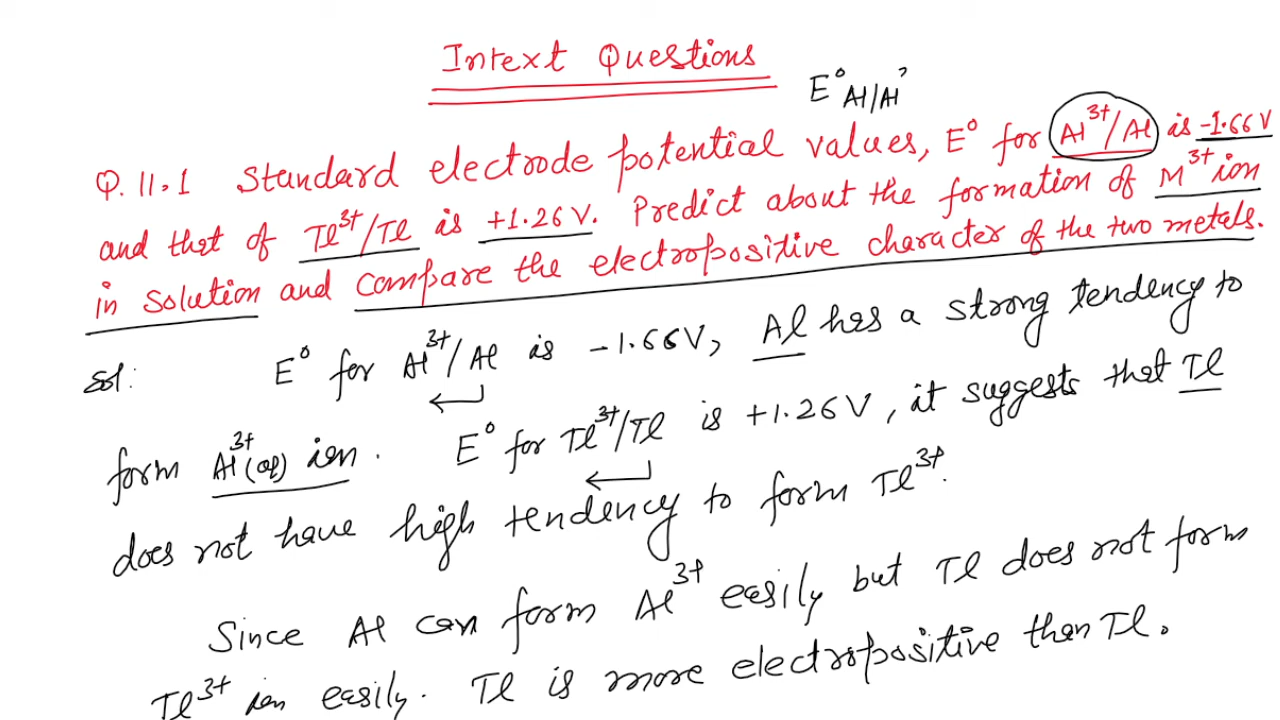 Intext Questions
E° Al/Al³
Q. 11.1 Standard electrode potential values, E° for Al³⁺/Al is -1.66 V
and that of Tl³⁺/Tl is +1.26 V. Predict about the formation of M³⁺ ion
in solution and compare the electropositive character of the two metals.
Sol: E° for Al³⁺/Al is -1.66V, Al has a strong tendency to
form Al³⁺(aq) ion. E° for Tl³⁺/Tl is +1.26 V, it suggests that Tl
does not have high tendency to form Tl³⁺.
Since Al can form Al³⁺ easily but Tl does not form
Tl³⁺ ion easily. Tl is more electropositive than Tl.